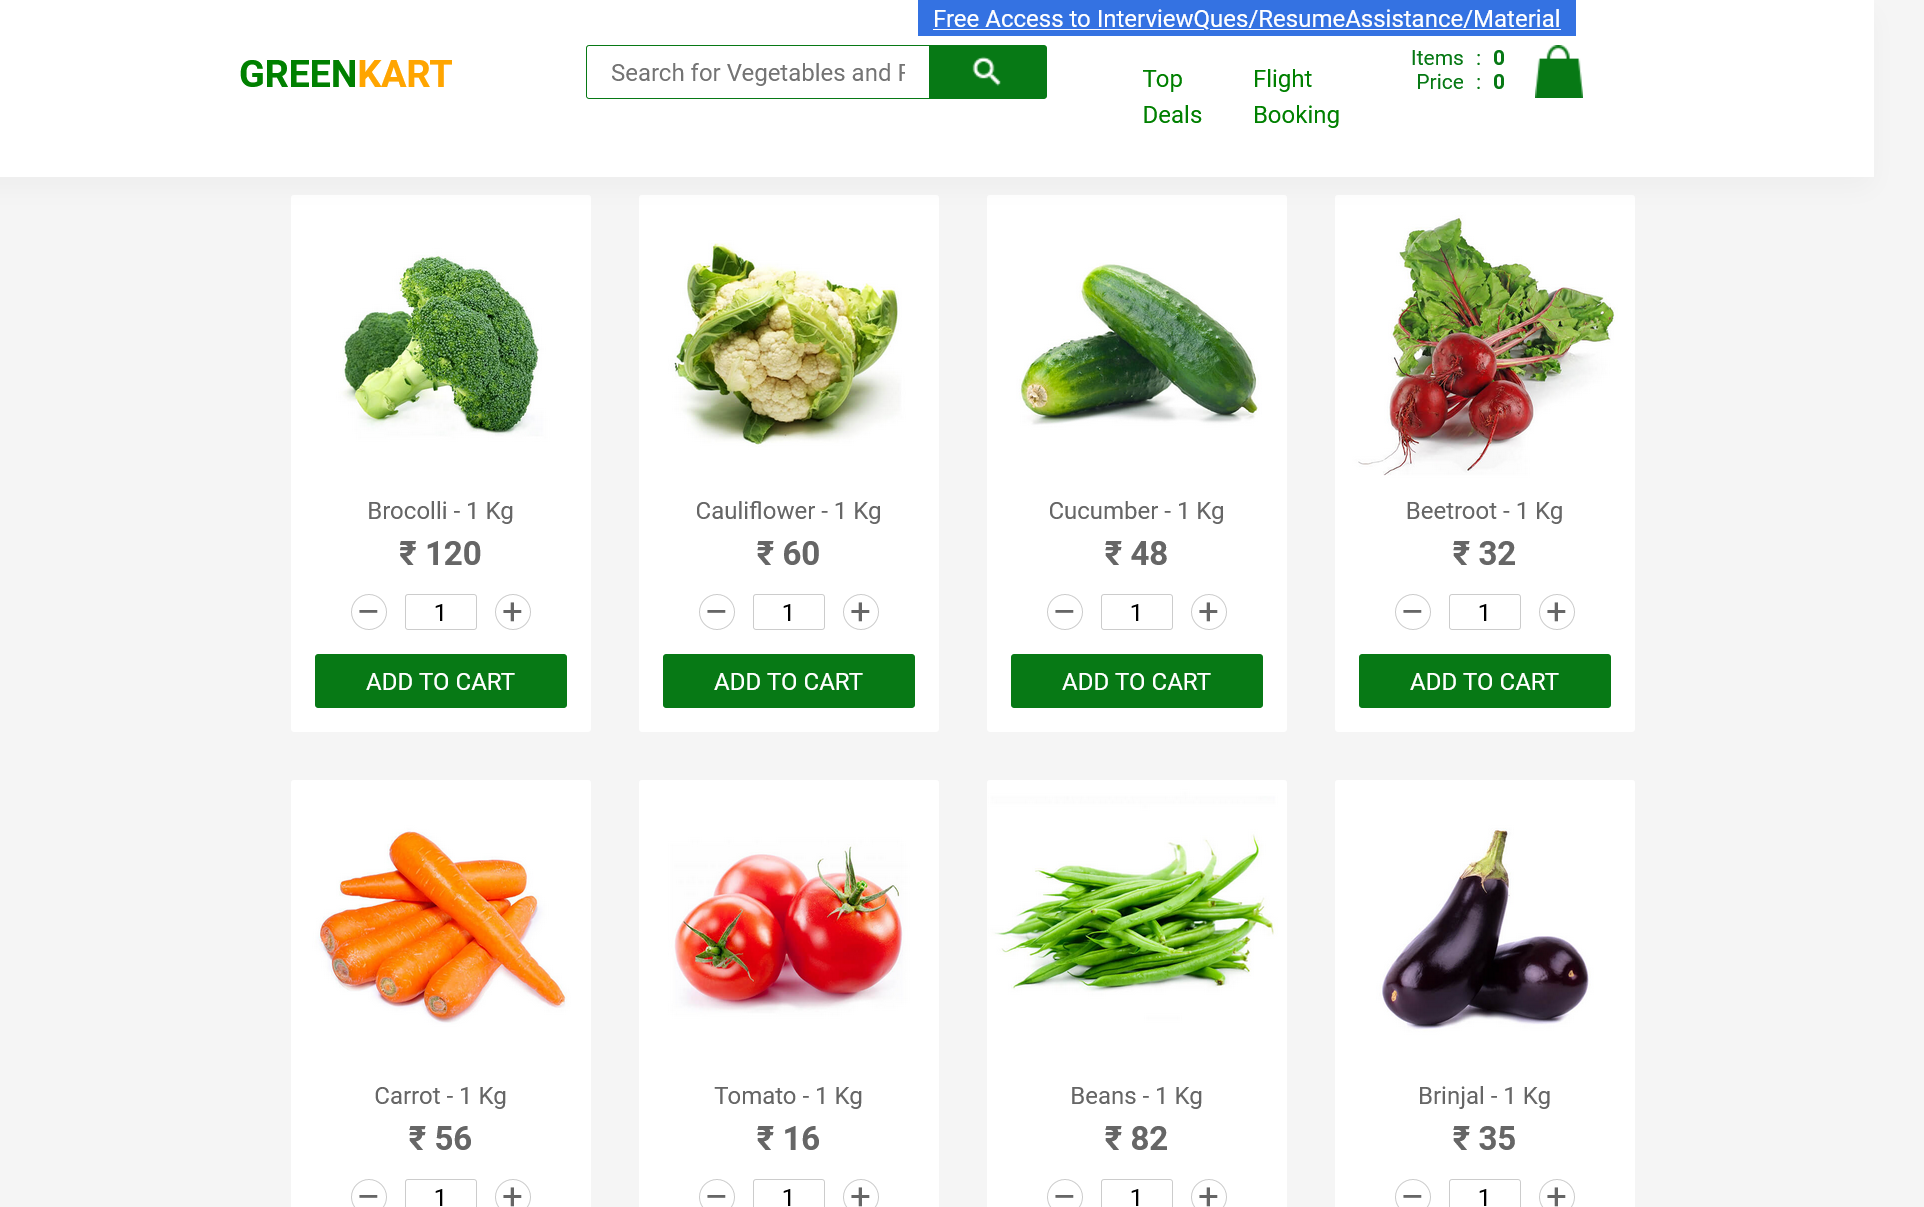 Free Access to InterviewQues/ResumeAssistance/Material
GREENKART
Search for Vegetables and F
Top Deals
Flight Booking
Items : 0
Price : 0
Brocolli - 1 Kg
₹ 120
1
ADD TO CART
Cauliflower - 1 Kg
₹ 60
1
ADD TO CART
Cucumber - 1 Kg
₹ 48
1
ADD TO CART
Beetroot - 1 Kg
₹ 32
1
ADD TO CART
Carrot - 1 Kg
₹ 56
1
Tomato - 1 Kg
₹ 16
1
Beans - 1 Kg
₹ 82
1
Brinjal - 1 Kg
₹ 35
1